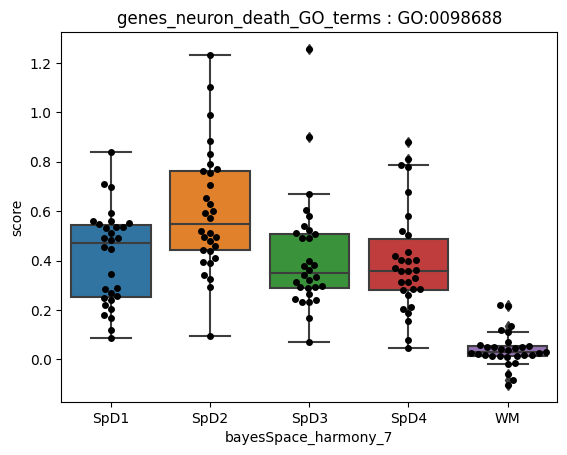 genes_neuron_death_GO_terms : GO:0098688
score
1.2
1.0
0.8
0.6
0.4
0.2
0.0
SpD1 SpD2 SpD3 SpD4 WM
bayesSpace_harmony_7